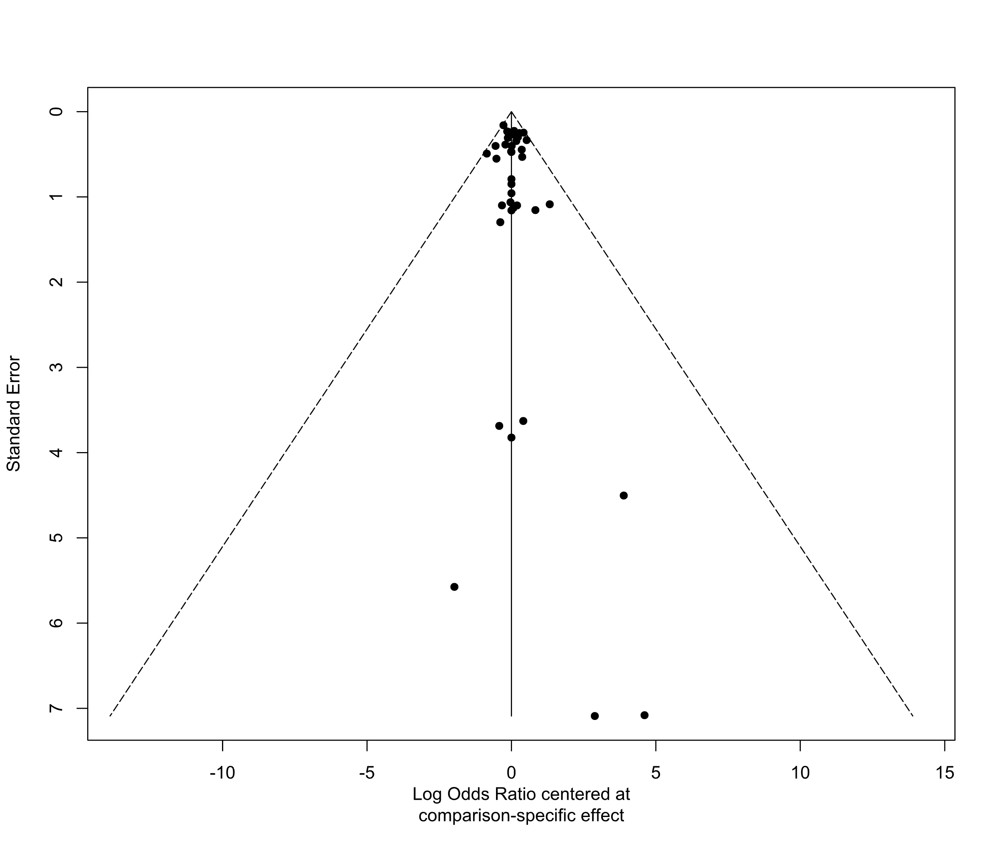 Standard Error
0
1
2
3
4
5
6
7
-10 -5 0 5 10 15
Log Odds Ratio centered at
comparison-specific effect